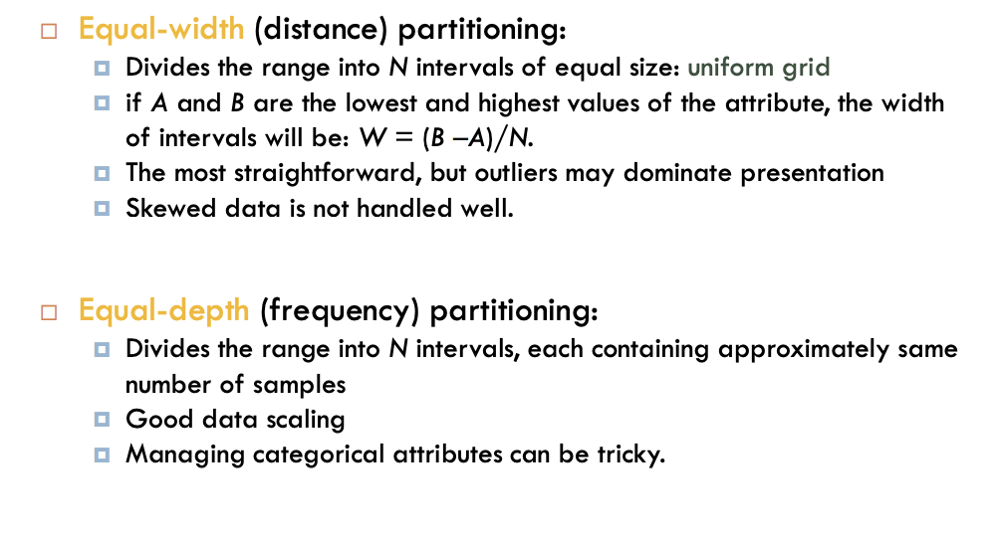 Equal-width (distance) partitioning:
Divides the range into N intervals of equal size: uniform grid
if A and B are the lowest and highest values of the attribute, the width
of intervals will be: W = (B –A)/N.
The most straightforward, but outliers may dominate presentation
Skewed data is not handled well.
Equal-depth (frequency) partitioning:
Divides the range into N intervals, each containing approximately same
number of samples
Good data scaling
Managing categorical attributes can be tricky.